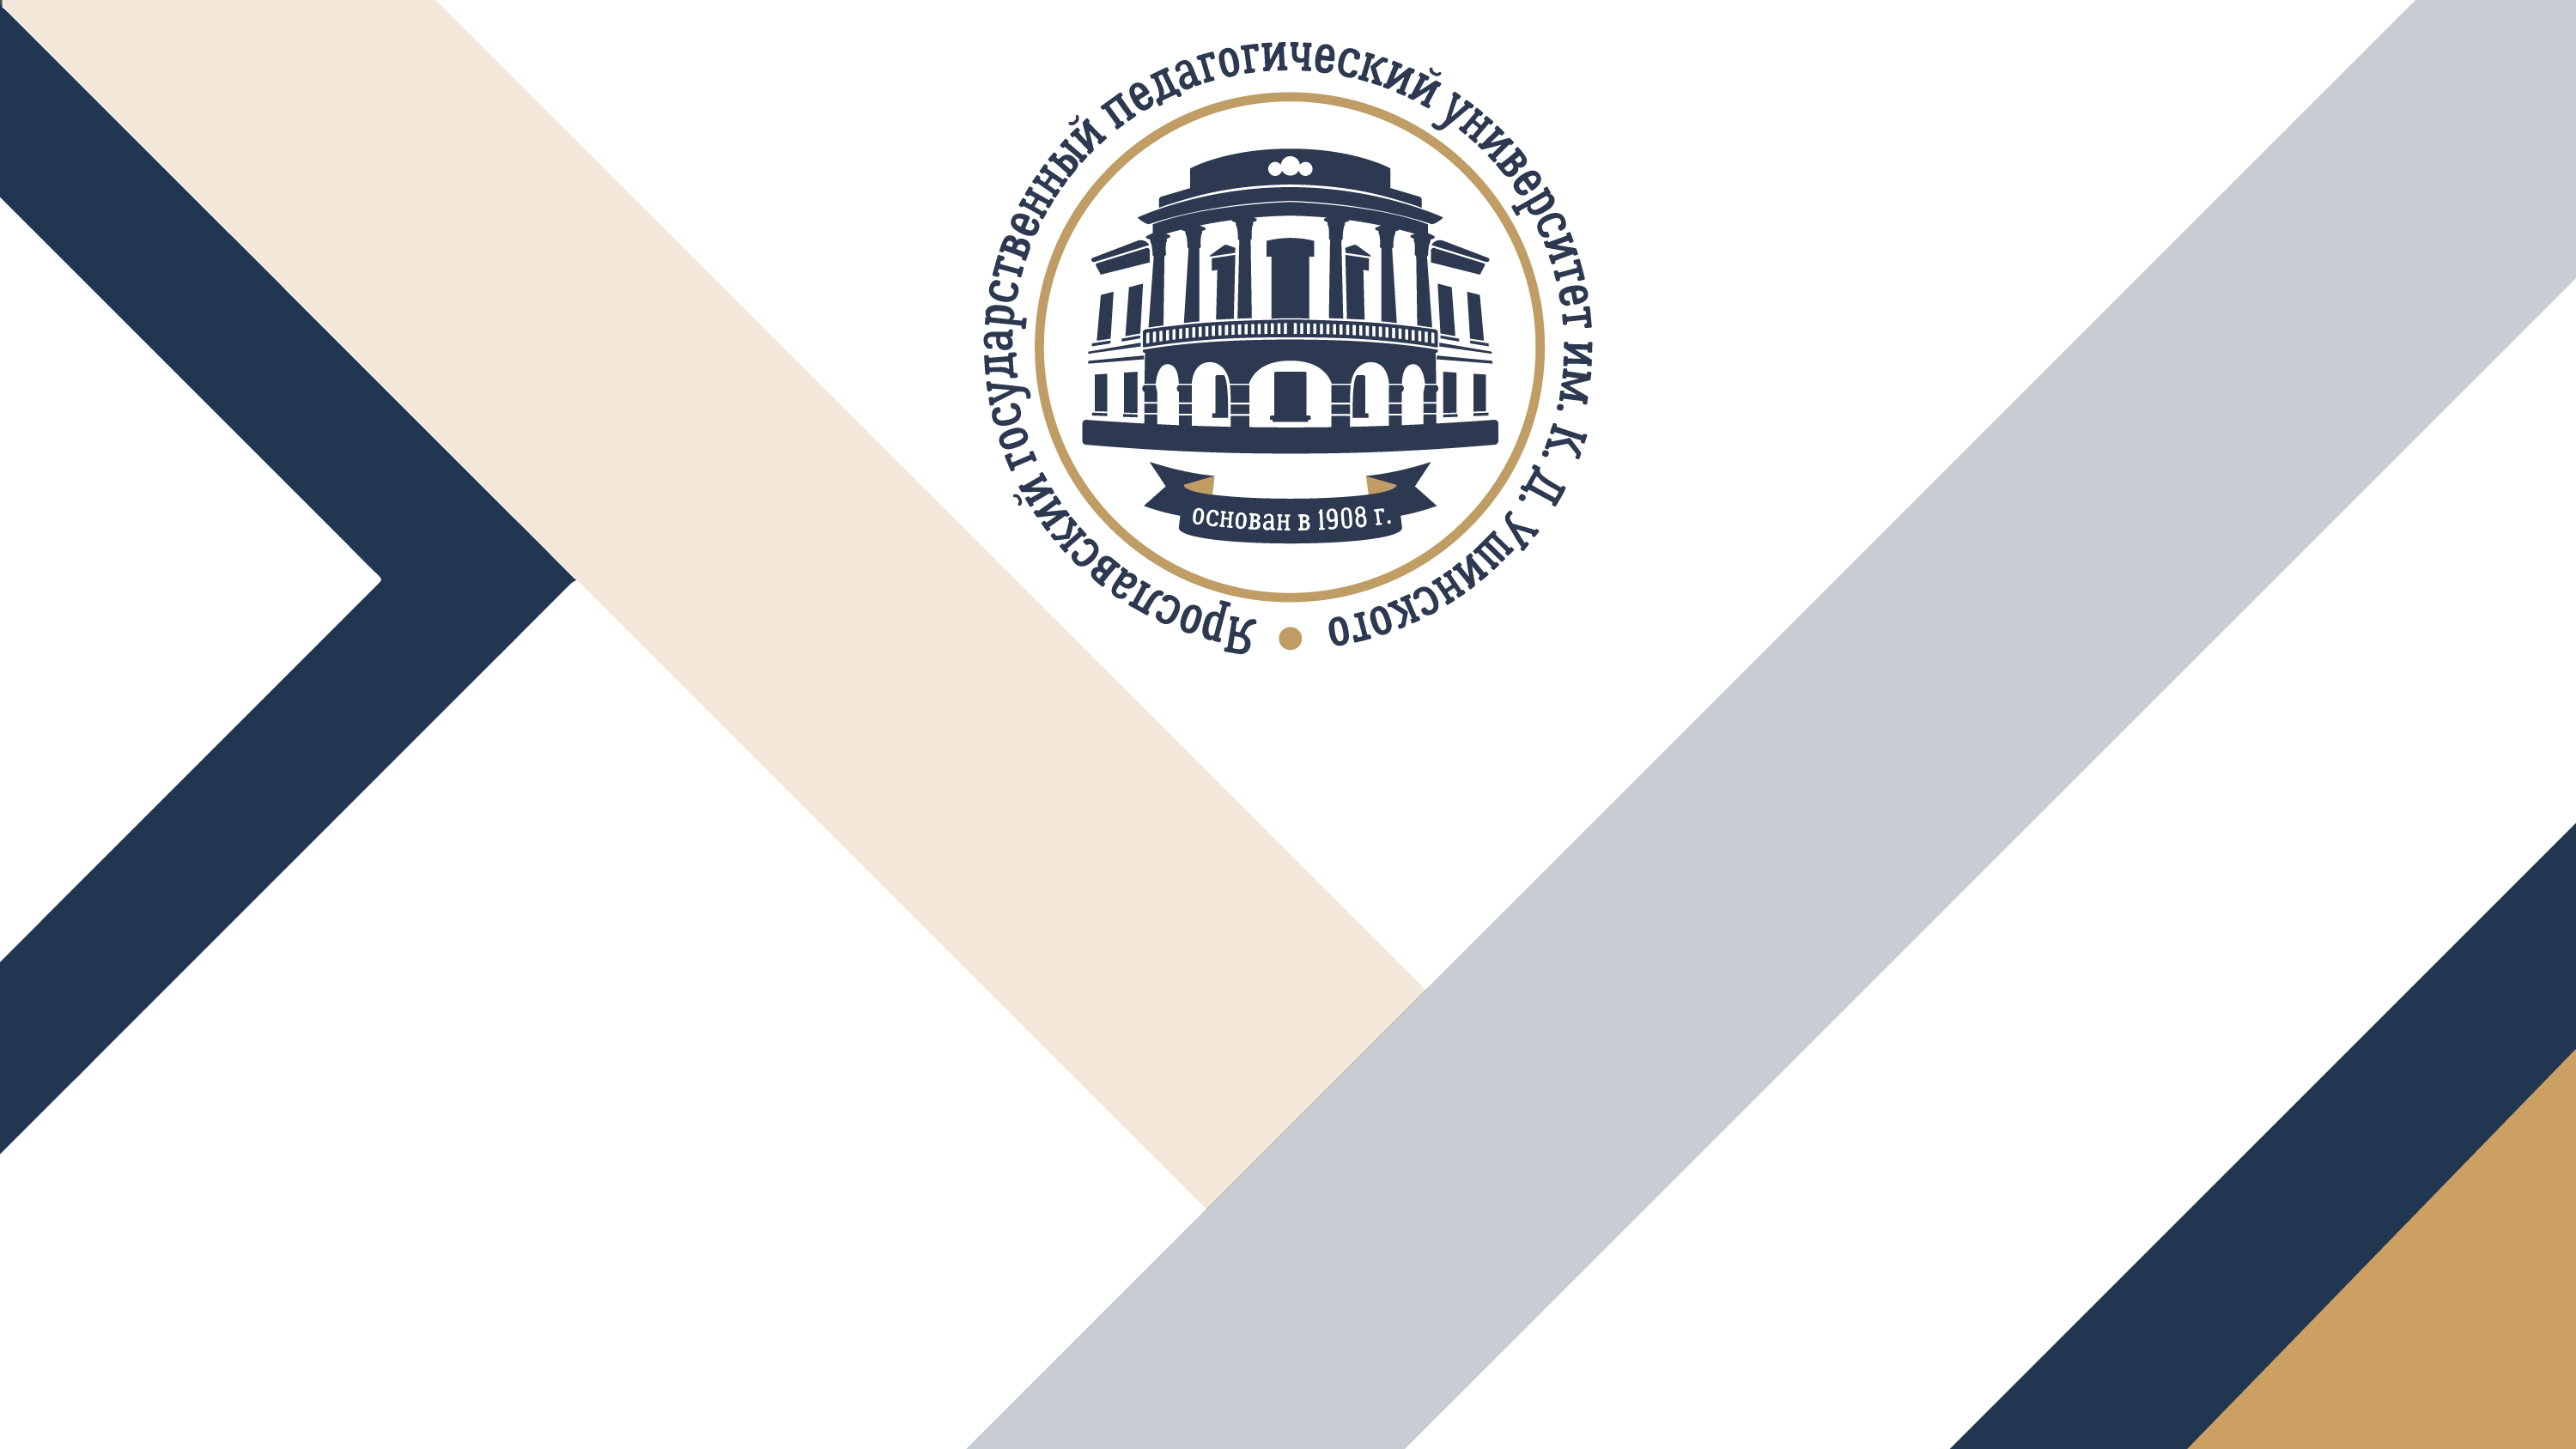 Ярославский государственный педагогический университет им. К. Д. Ушинского
основан в 1908 г.